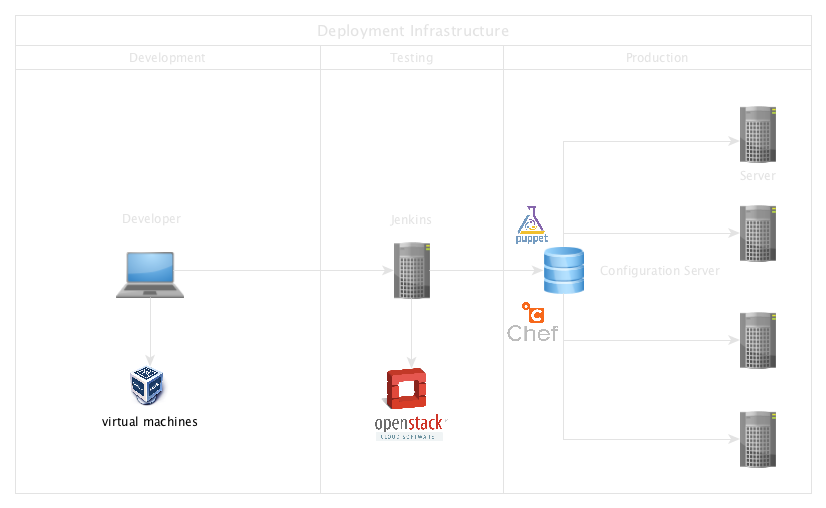 Deployment Infrastructure
Development
Testing
Production
Server
Developer
Jenkins
puppet
Configuration Server
Chef
virtual machines
openstack
CLOUD SOFTWARE